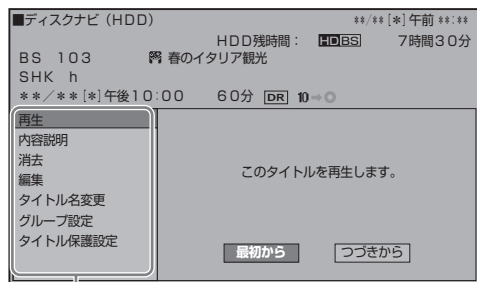 ■ディスクナビ（HDD） **/**[*]午前**:**
HDD残時間： HD BS 7時間30分
BS 103 春のイタリア観光
SHK h
**/**[*]午後10:00 60分 DR 10⇒
再生
内容説明
消去
編集
タイトル名変更
グループ設定
タイトル保護設定
このタイトルを再生します。
最初から つづきから